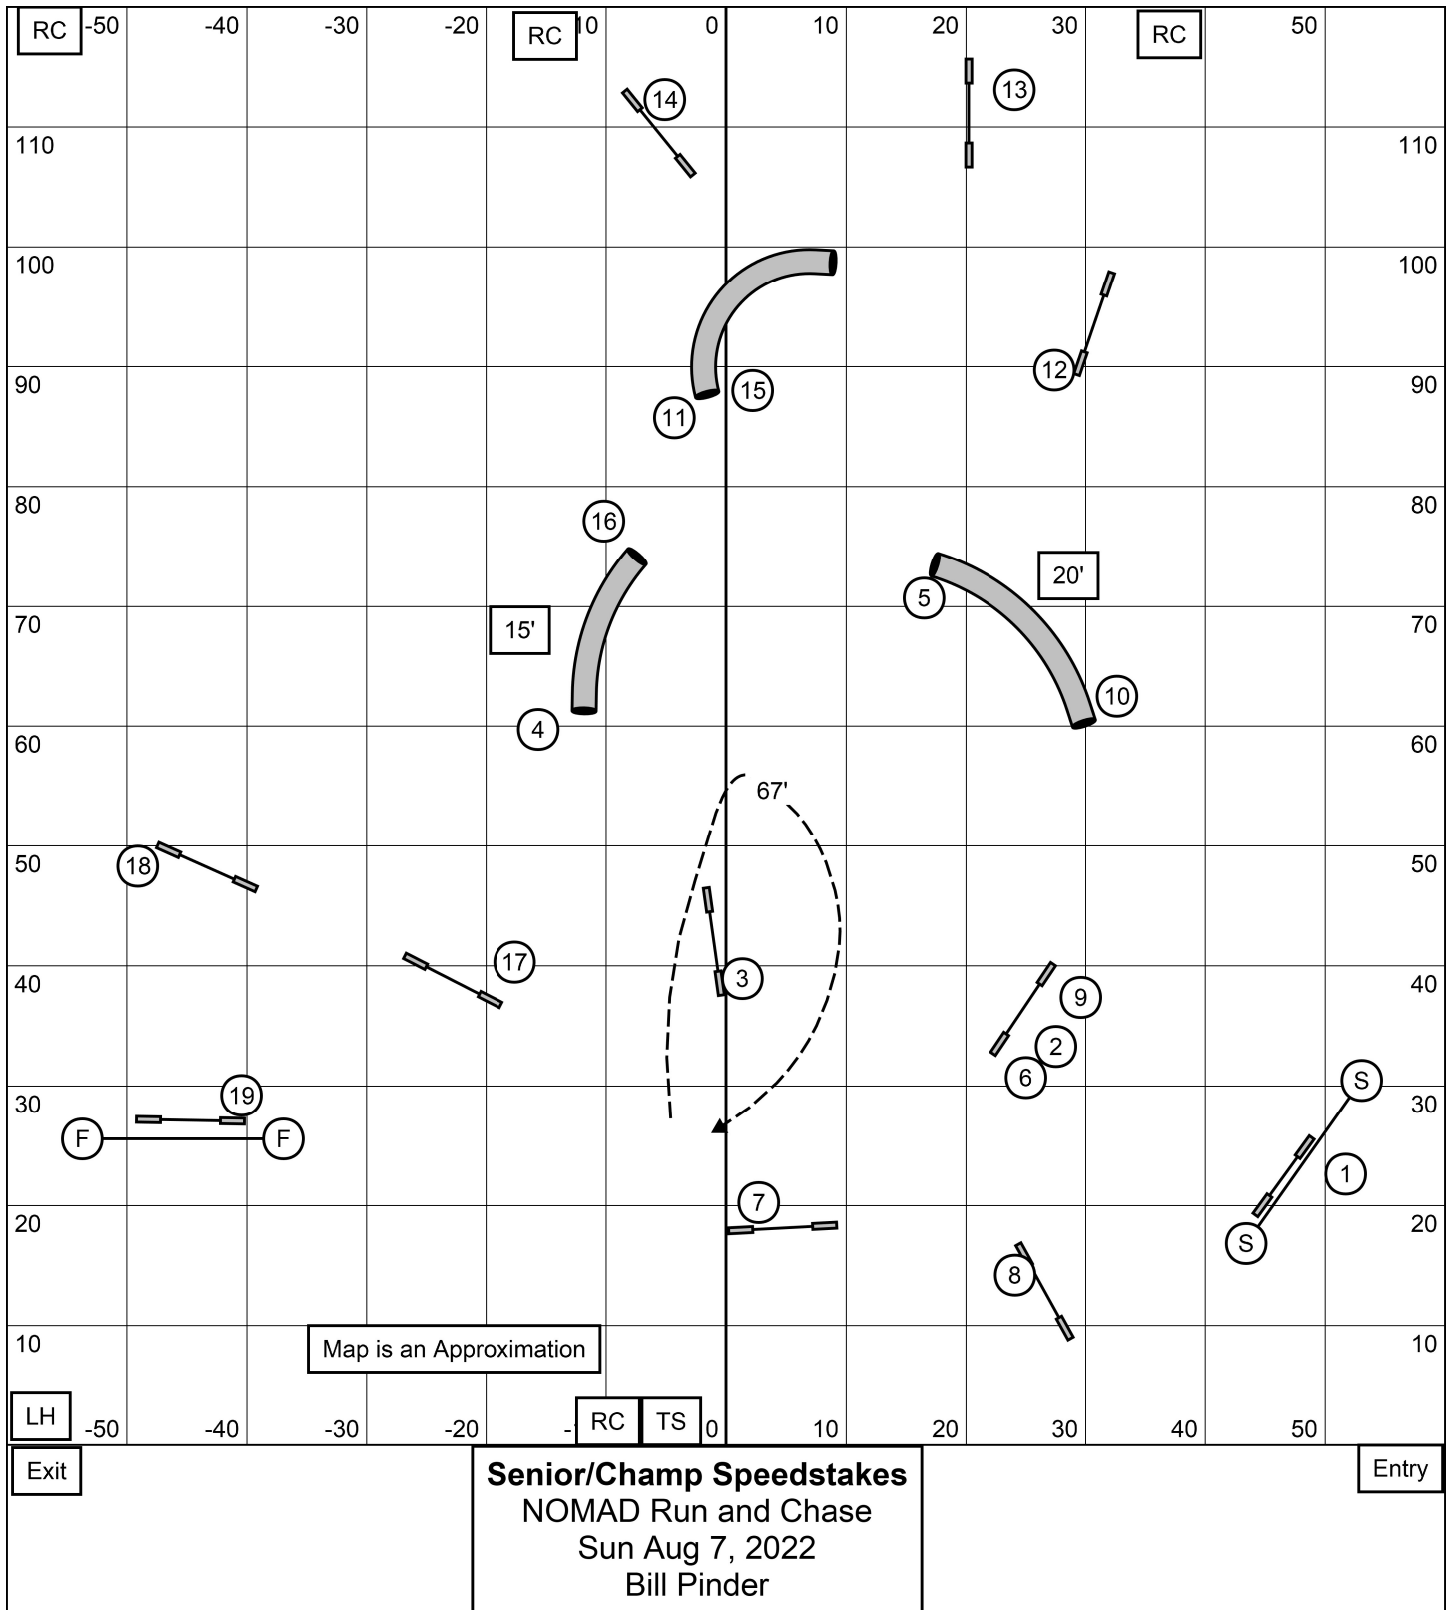 RC -50 -40 -30 -20 RC 10 0 10 20 30 RC 50
14 13
110 110
100 100
12
90 15 90
11
80 80
16
20'
5
70 15' 70
10
4
60 60
67'
18 50 50
17
40 3 40
9
2
6
19 30 30
S
F F
1
7
20 20
S
8
10 10
Map is an Approximation
LH -50 -40 -30 -20 - RC TS 0 10 20 30 40 50
Exit Entry
Senior/Champ Speedstakes
NOMAD Run and Chase
Sun Aug 7, 2022
Bill Pinder